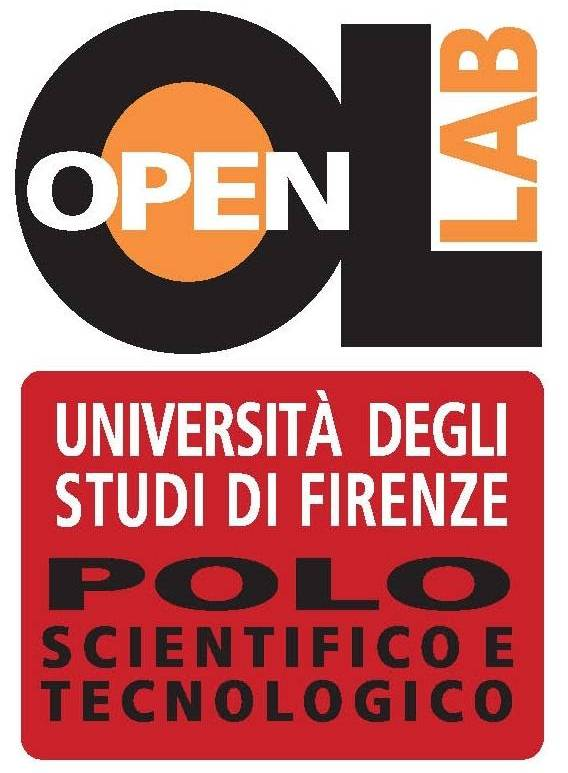 OPEN
LAB
UNIVERSITÀ DEGLI
STUDI DI FIRENZE
POLO
SCIENTIFICO E
TECNOLOGICO